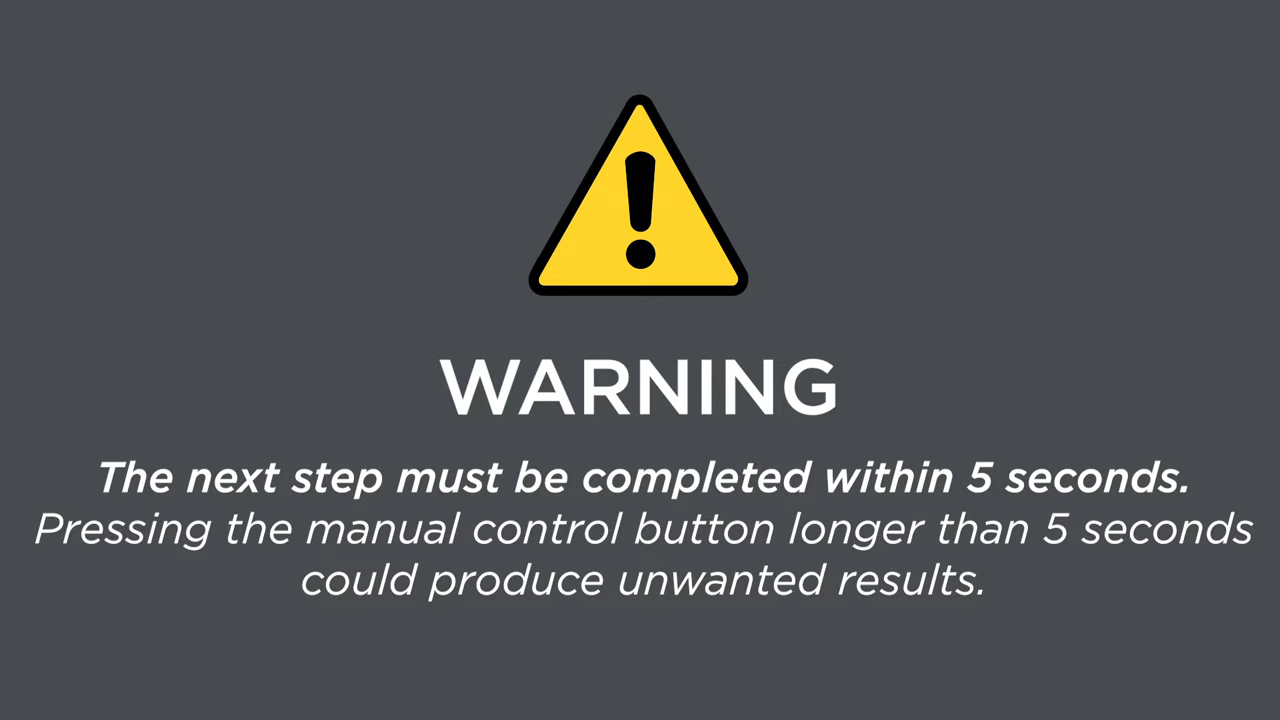 WARNING
The next step must be completed within 5 seconds.
Pressing the manual control button longer than 5 seconds
could produce unwanted results.